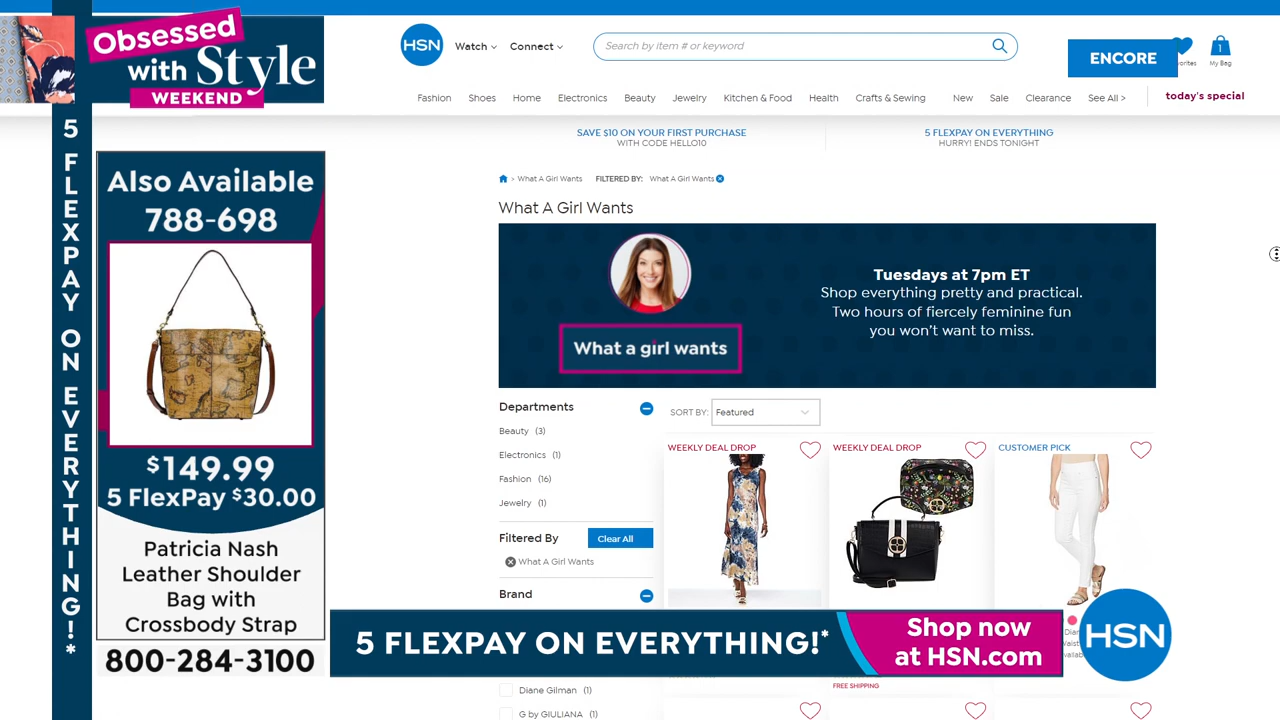 Obsessed
with Style
WEEKEND
5 FLEXPAY ON EVERYTHING!*
Also Available
788-698
$149.99
5 FlexPay $30.00
Patricia Nash
Leather Shoulder
Bag with
Crossbody Strap
800-284-3100
HSN
Watch
Connect
Search by item # or keyword
ENCORE
1
My Bag
Fashion
Shoes
Home
Electronics
Beauty
Jewelry
Kitchen & Food
Health
Crafts & Sewing
New
Sale
Clearance
See All >
today's special
SAVE $10 ON YOUR FIRST PURCHASE
WITH CODE HELLO10
5 FLEXPAY ON EVERYTHING
HURRY! ENDS TONIGHT
> What A Girl Wants
FILTERED BY: What A Girl Wants
What A Girl Wants
What a girl wants
Tuesdays at 7pm ET
Shop everything pretty and practical.
Two hours of fiercely feminine fun
you won't want to miss.
Departments
Beauty (3)
Electronics (1)
Fashion (16)
Jewelry (1)
Filtered By
Clear All
What A Girl Wants
Brand
Diane Gilman (1)
G by GIULIANA (1)
SORT BY: Featured
WEEKLY DEAL DROP
WEEKLY DEAL DROP
CUSTOMER PICK
FREE SHIPPING
5 FLEXPAY ON EVERYTHING!*
Shop now
at HSN.com
HSN